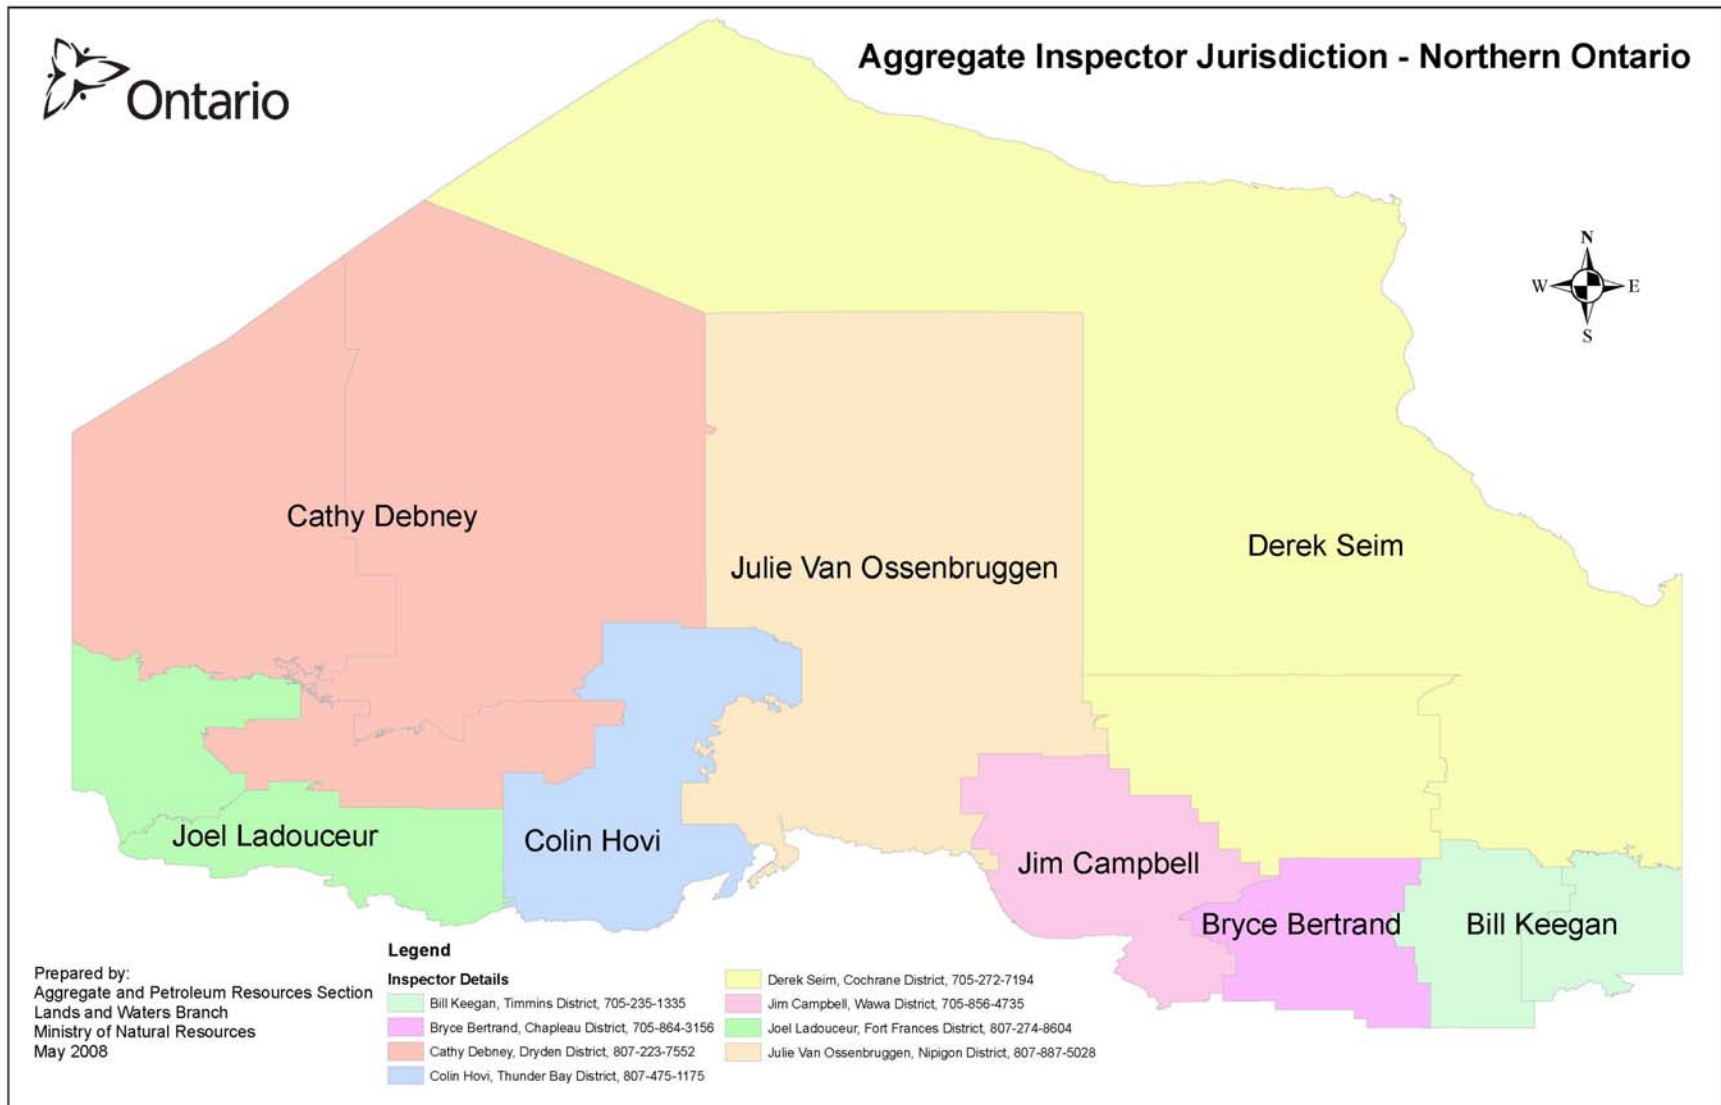 Ontario
Aggregate Inspector Jurisdiction - Northern Ontario
N
W E
S
Cathy Debney
Derek Seim
Julie Van Ossenbruggen
Joel Ladouceur
Colin Hovi
Jim Campbell
Bryce Bertrand
Bill Keegan
Prepared by:
Aggregate and Petroleum Resources Section
Lands and Waters Branch
Ministry of Natural Resources
May 2008
Legend
Inspector Details
Bill Keegan, Timmins District, 705-235-1335
Bryce Bertrand, Chapleau District, 705-864-3156
Cathy Debney, Dryden District, 807-223-7552
Colin Hovi, Thunder Bay District, 807-475-1175
Derek Seim, Cochrane District, 705-272-7194
Jim Campbell, Wawa District, 705-856-4735
Joel Ladouceur, Fort Frances District, 807-274-8604
Julie Van Ossenbruggen, Nipigon District, 807-887-5028